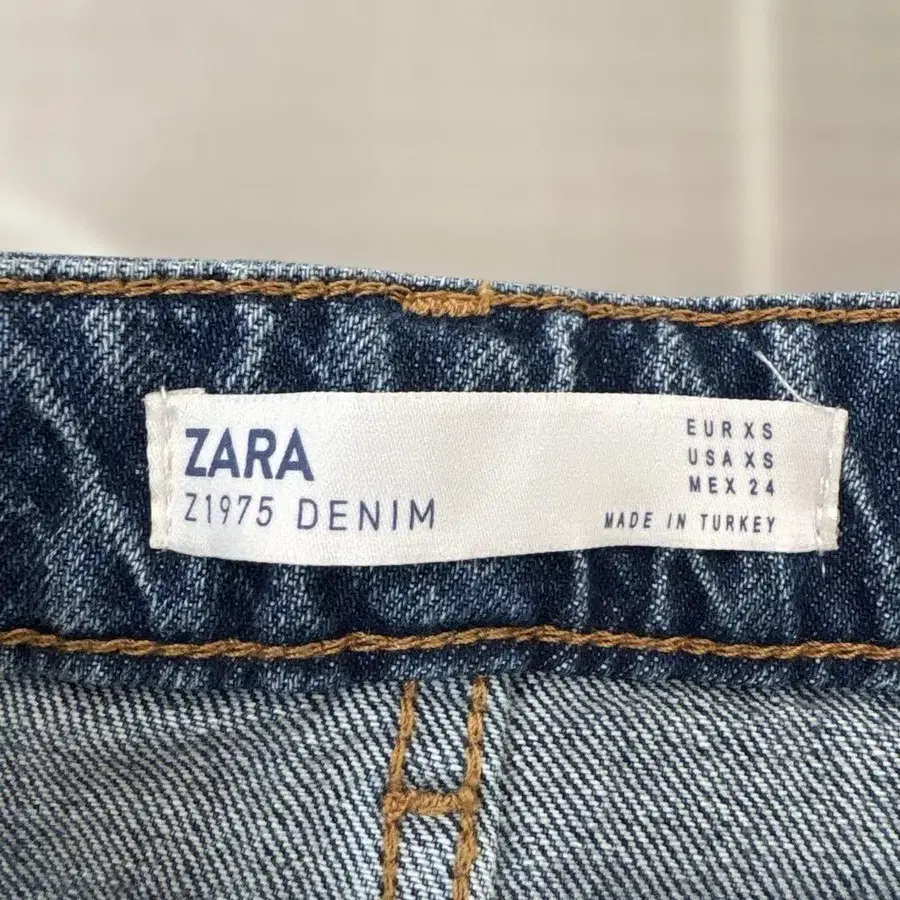 ZARA
Z1975 DENIM
EUR XS
USA XS
MEX 24
MADE IN TURKEY